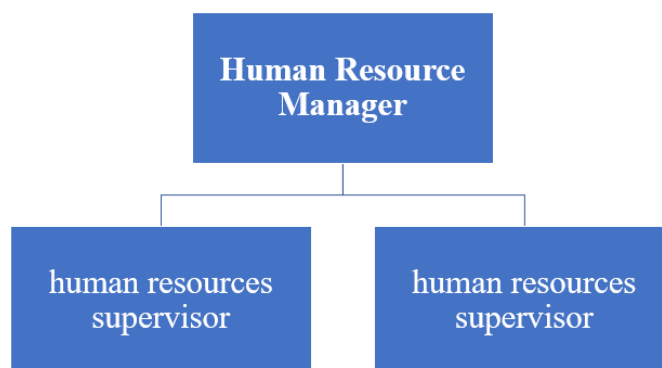 Human Resource
Manager
human resources
supervisor
human resources
supervisor